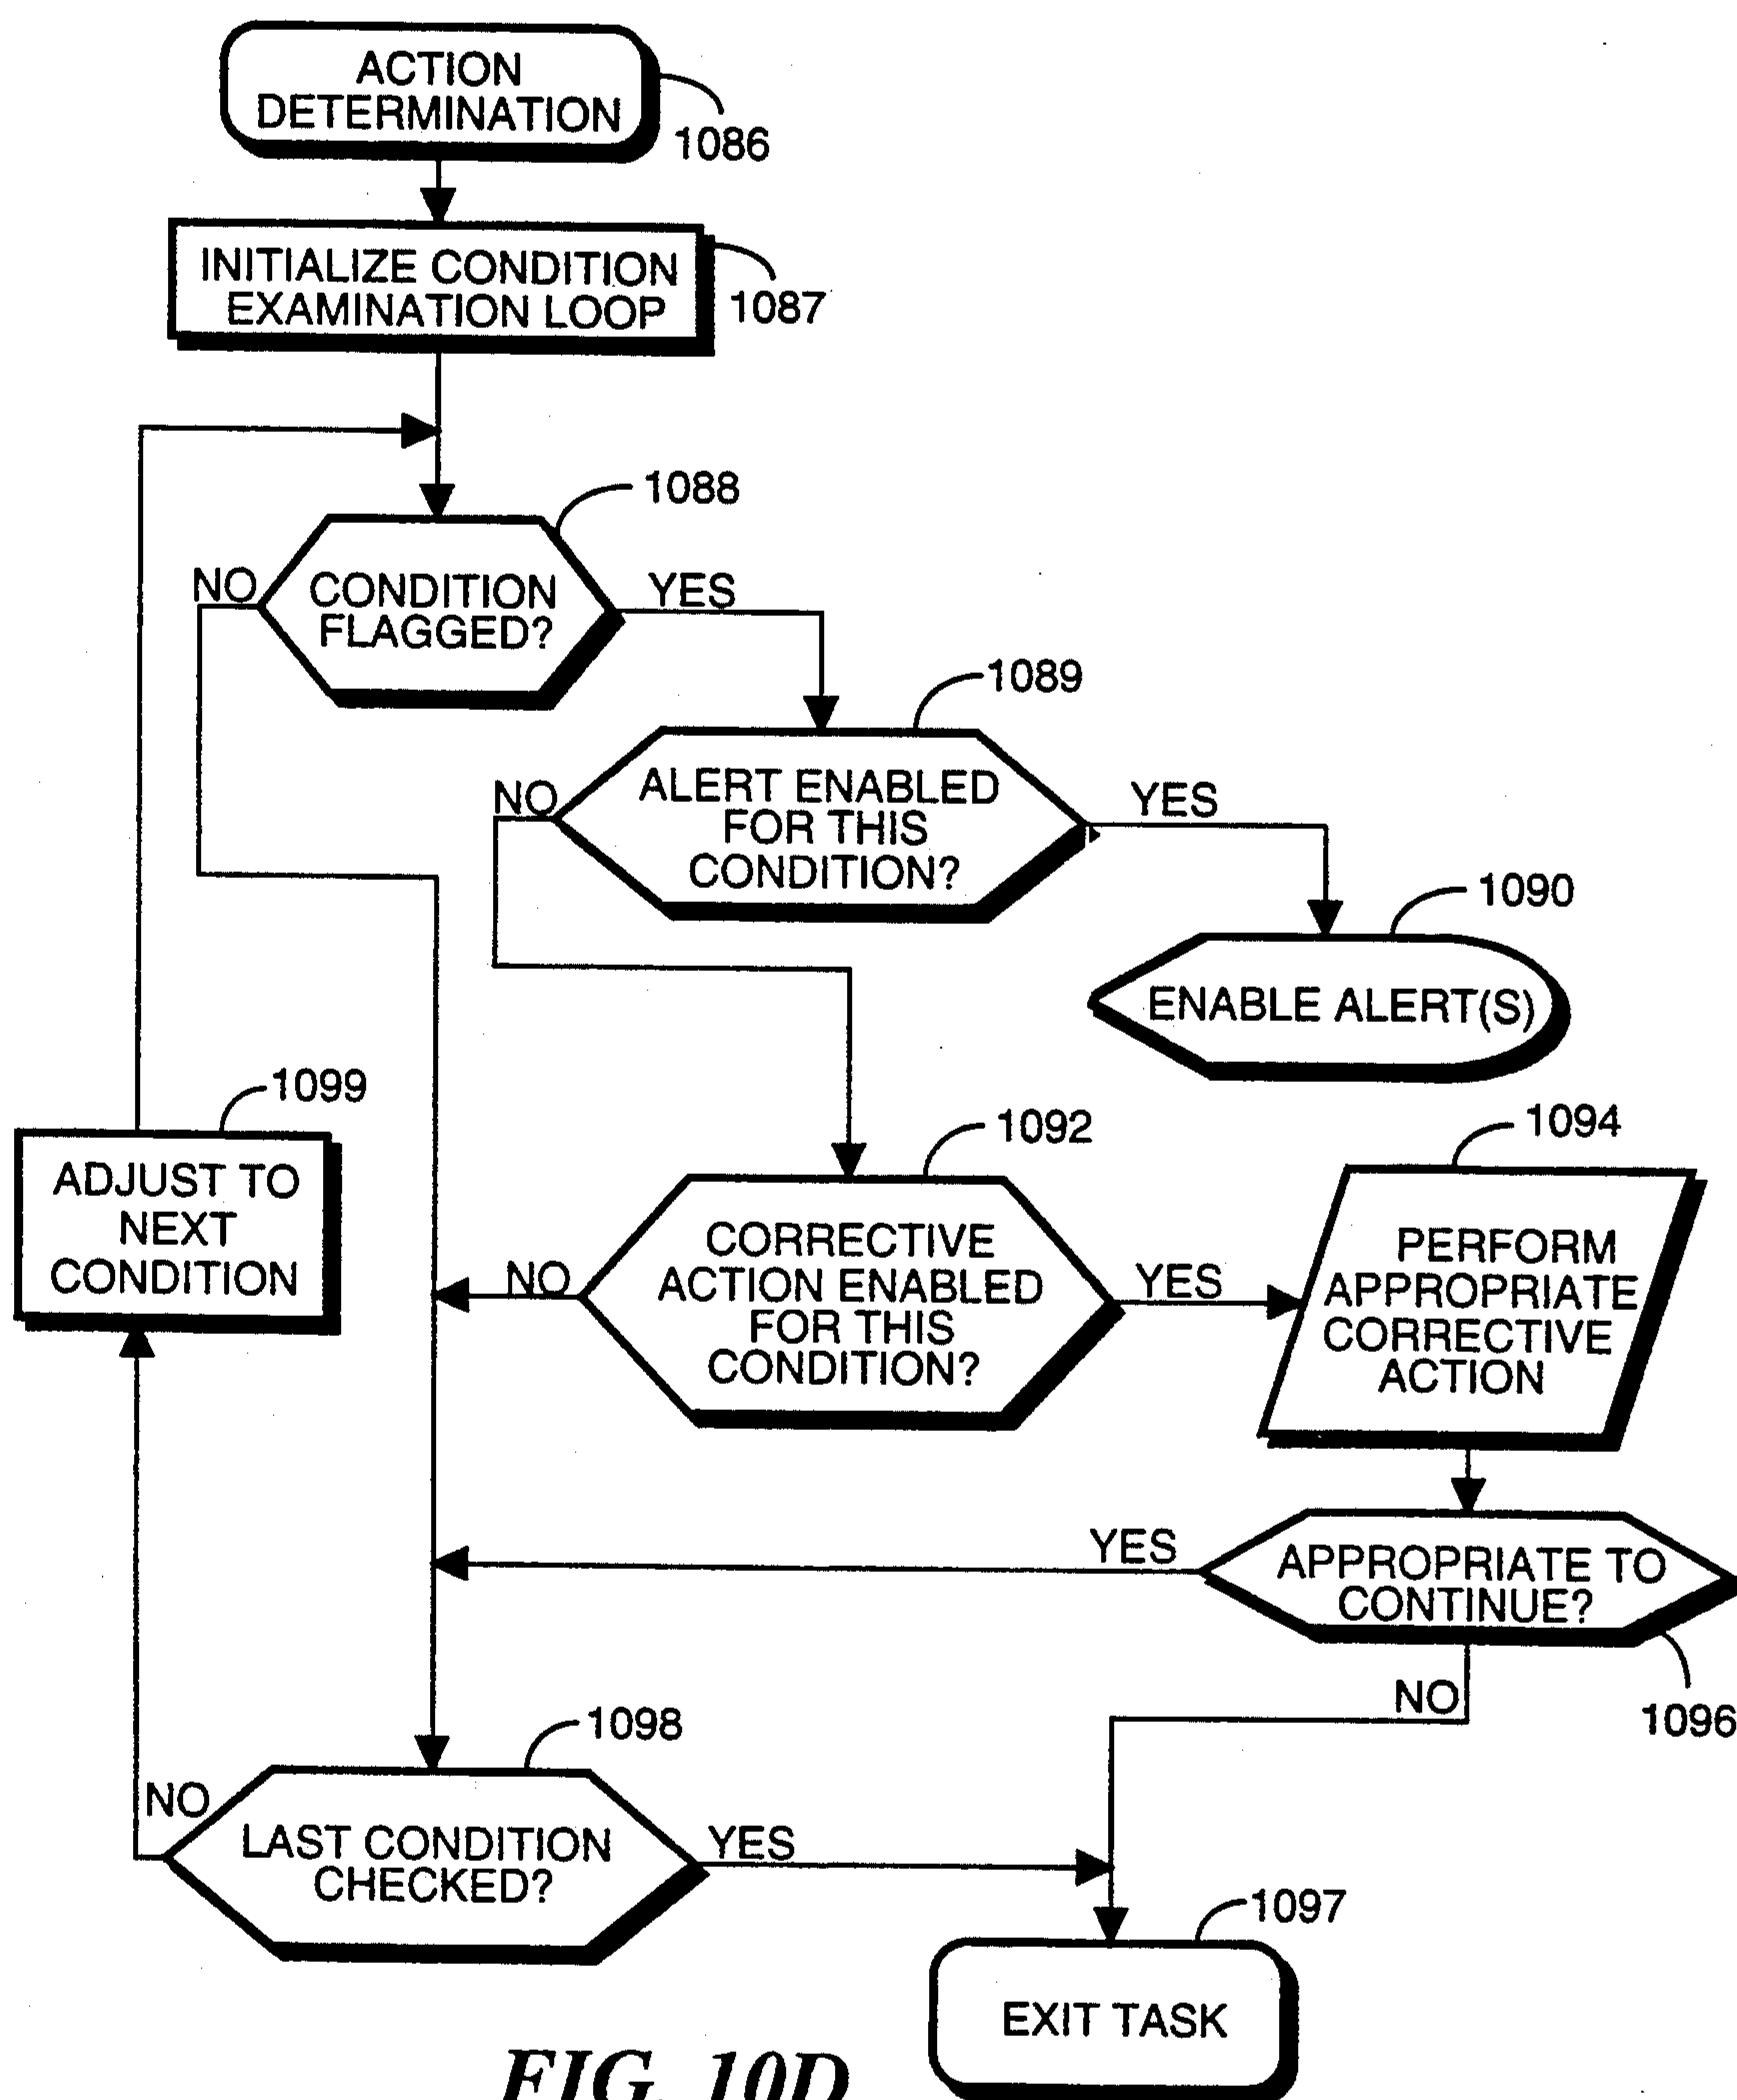 ACTION
DETERMINATION
1086
INITIALIZE CONDITION
EXAMINATION LOOP
1087
1088
NO
CONDITION
FLAGGED?
YES
1089
NO
ALERT ENABLED
FOR THIS
CONDITION?
YES
1090
ENABLE ALERT(S)
1099
ADJUST TO
NEXT
CONDITION
1092
NO
CORRECTIVE
ACTION ENABLED
FOR THIS
CONDITION?
YES
1094
PERFORM
APPROPRIATE
CORRECTIVE
ACTION
YES
APPROPRIATE TO
CONTINUE?
NO
1096
1098
NO
LAST CONDITION
CHECKED?
YES
1097
EXIT TASK
FIG. 10D